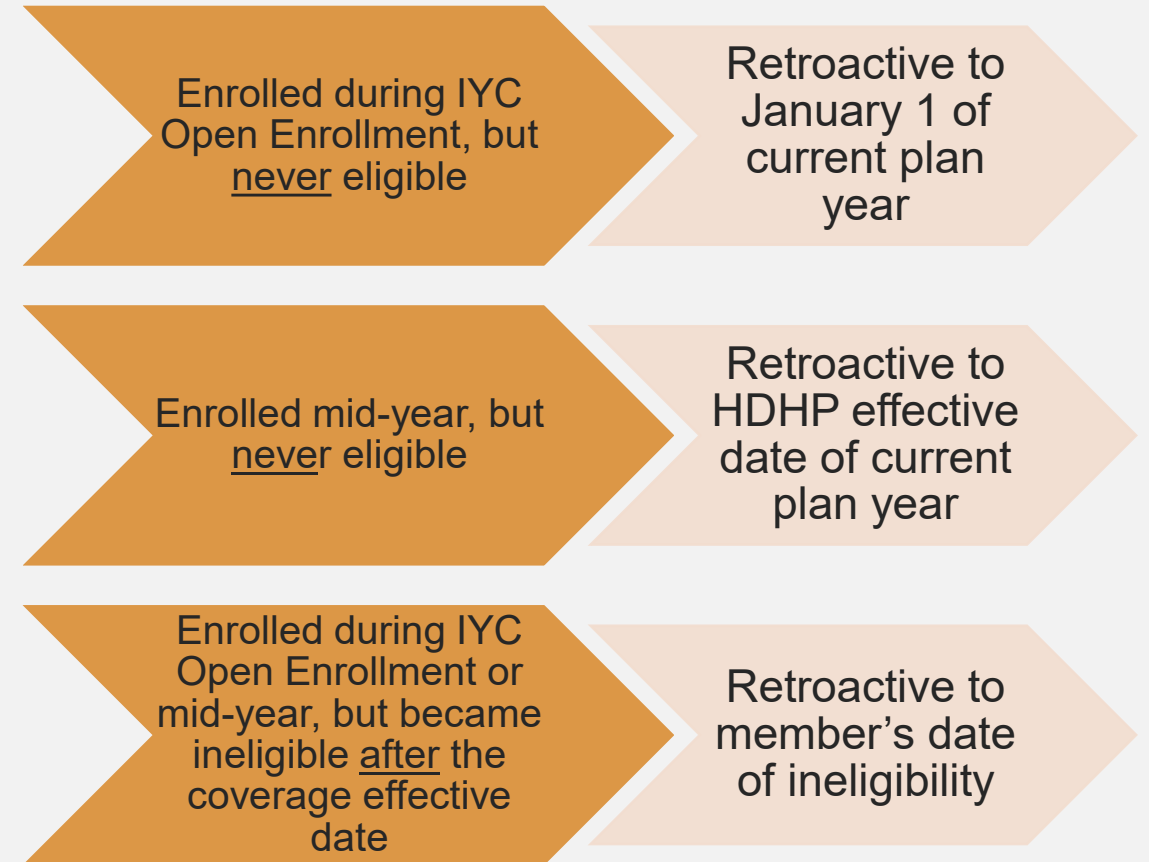 Enrolled during IYC
Open Enrollment, but
never eligible
Retroactive to
January 1 of
current plan
year
Enrolled mid-year, but
never eligible
Retroactive to
HDHP effective
date of current
plan year
Enrolled during IYC
Open Enrollment or
mid-year, but became
ineligible after the
coverage effective
date
Retroactive to
member’s date
of ineligibility